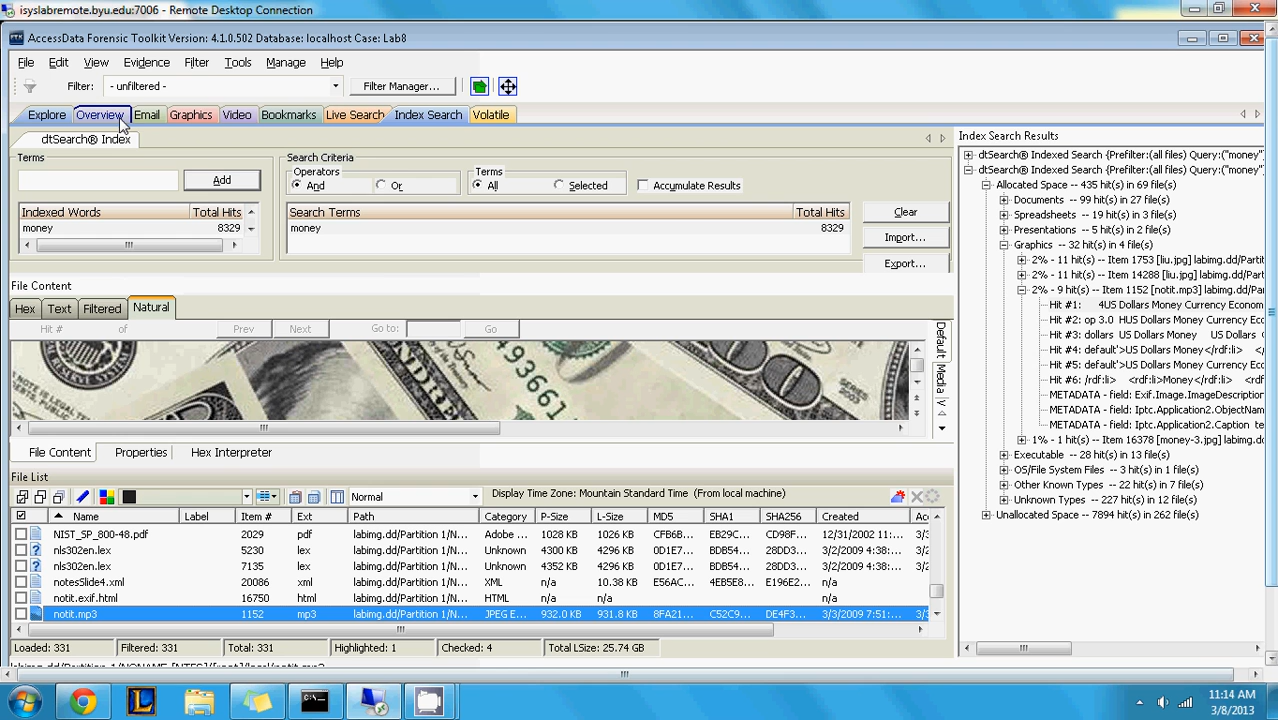 isyslabremote.byu.edu:7006 - Remote Desktop Connection
AccessData Forensic Toolkit Version: 4.1.0.502 Database: localhost Case: Lab8
File Edit View Evidence Filter Tools Manage Help
Filter: - unfiltered - Filter Manager...
Explore Overview Email Graphics Video Bookmarks Live Search Index Search Volatile
dtSearch® Index
Terms
Add
Indexed Words Total Hits
money 8329
Search Criteria
Operators
And Or
Terms
All Selected
Accumulate Results
Search Terms Total Hits
money 8329
Clear
Import...
Export...
File Content
Hex Text Filtered Natural
Hit # of Prev Next Go to: Go
Default Media
File Content Properties Hex Interpreter
File List
Normal Display Time Zone: Mountain Standard Time (From local machine)
Name Label Item # Ext Path Category P-Size L-Size MD5 SHA1 SHA256 Created
NIST_SP_800-48.pdf 2029 pdf labimg.dd/Partition 1/N... Adobe ... 1028 KB 1026 KB CFB6B... EB29C... CD98F... 12/31/2002 11:...
nls302en.lex 5230 lex labimg.dd/Partition 1/N... Unknown 4300 KB 4296 KB 0D1E7... BDB54... 28DD3... 3/2/2009 4:38:...
nls302en.lex 7135 lex labimg.dd/Partition 1/N... Unknown 4352 KB 4296 KB 0D1E7... BDB54... 28DD3... 3/2/2009 4:38:...
notesSlide4.xml 20086 xml labimg.dd/Partition 1/N... XML n/a 10.38 KB E56AC... 4EB5E8... E196E2... n/a
notit.exif.html 16750 html labimg.dd/Partition 1/N... HTML n/a n/a n/a
notit.mp3 1152 mp3 labimg.dd/Partition 1/N... JPEG E... 932.0 KB 931.8 KB 8FA21... C52C9... DE4F3... 3/3/2009 7:51:...
Loaded: 331 Filtered: 331 Total: 331 Highlighted: 1 Checked: 4 Total LSize: 25.74 GB
Index Search Results
dtSearch® Indexed Search {Prefilter:(all files) Query:("money"
dtSearch® Indexed Search {Prefilter:(all files) Query:("money"
Allocated Space -- 435 hit(s) in 69 file(s)
Documents -- 99 hit(s) in 27 file(s)
Spreadsheets -- 19 hit(s) in 3 file(s)
Presentations -- 5 hit(s) in 2 file(s)
Graphics -- 32 hit(s) in 4 file(s)
2% - 11 hit(s) -- Item 1753 [liu.jpg] labimg.dd/Parti
2% - 11 hit(s) -- Item 14288 [liu.jpg] labimg.dd/Part
2% - 9 hit(s) -- Item 1152 [notit.mp3] labimg.dd/Pa
Hit #1: 4US Dollars Money Currency Econom
Hit #2: op 3.0 HUS Dollars Money Currency Ec
Hit #3: dollars Money US Dollars Money
Hit #4: default'>US Dollars Money</rdf:li>
Hit #5: default'>US Dollars Money Currency Ec
Hit #6: /rdf:li> <rdf:li>Money</rdf:li> <rd
METADATA - field: Exif.Image.ImageDescription
METADATA - field: Iptc.Application2.ObjectNam
METADATA - field: Iptc.Application2.Caption te
1% - 1 hit(s) -- Item 16378 [money-3.jpg] labimg.d
Executable -- 28 hit(s) in 13 file(s)
OS/File System Files -- 3 hit(s) in 1 file(s)
Other Known Types -- 22 hit(s) in 7 file(s)
Unknown Types -- 227 hit(s) in 12 file(s)
Unallocated Space -- 7894 hit(s) in 262 file(s)
11:14 AM
3/8/2013